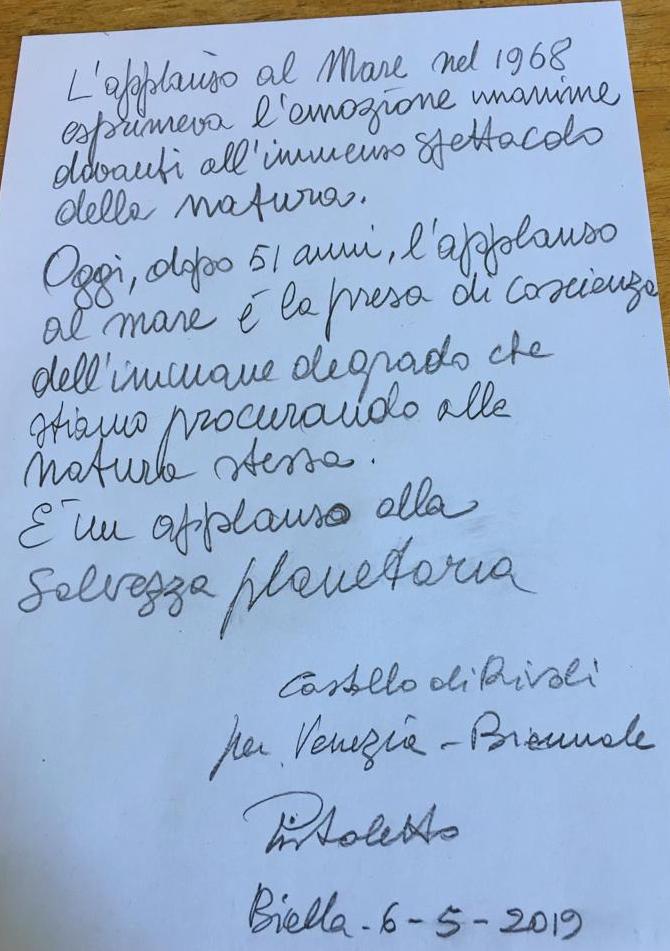 L'applauso al Mare nel 1968
esprimeva l'emozione unanime
davanti all'immenso spettacolo
della natura.
Oggi, dopo 51 anni, l'applauso
al mare è la presa di coscienza
dell'immane degrado che
stiamo procurando alla
natura stessa.
È un applauso alla
Salvezza planetaria
Castello di Rivoli
per Venezia - Biennale
Pistoletto
Biella - 6 - 5 - 2019